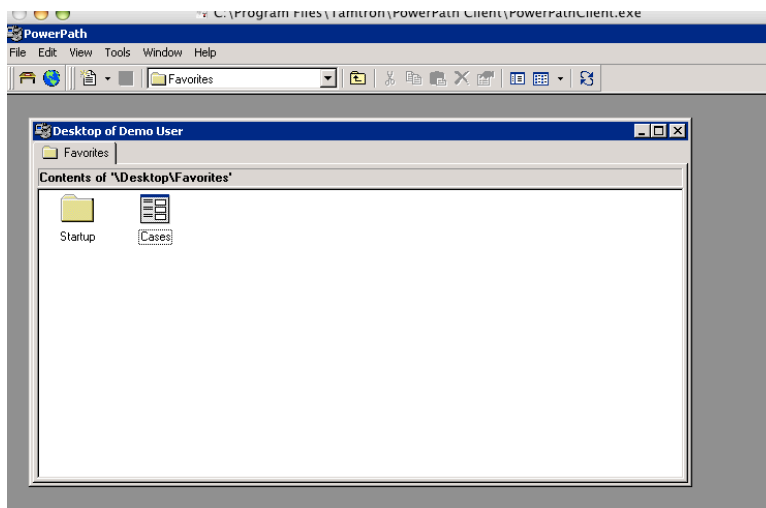 C:\Program Files\Tamtron\PowerPath Client\PowerPathClient.exe
PowerPath
File Edit View Tools Window Help
Favorites
Desktop of Demo User
Favorites
Contents of '\Desktop\Favorites'
Startup Cases